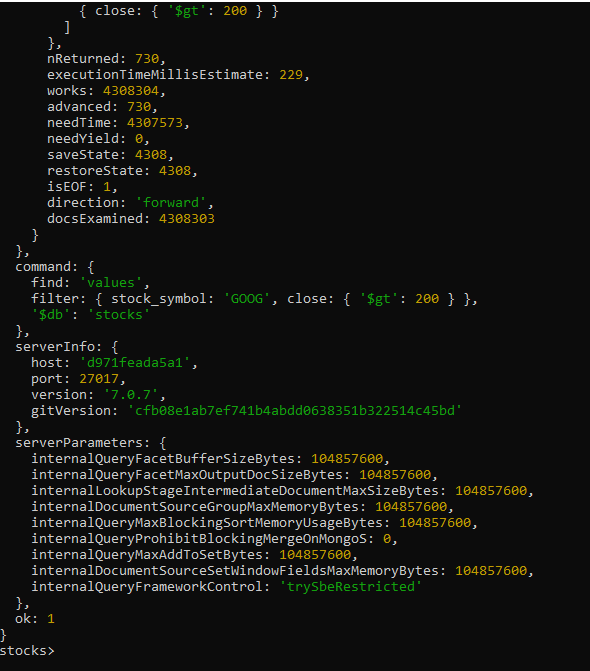 { close: { '$gt': 200 } }
]
},
nReturned: 730,
executionTimeMillisEstimate: 229,
works: 4308304,
advanced: 730,
needTime: 4307573,
needYield: 0,
saveState: 4308,
restoreState: 4308,
isEOF: 1,
direction: 'forward',
docsExamined: 4308303
}
},
command: {
find: 'values',
filter: { stock_symbol: 'GOOG', close: { '$gt': 200 } },
'$db': 'stocks'
},
serverInfo: {
host: 'd971feada5a1',
port: 27017,
version: '7.0.7',
gitVersion: 'cfb08e1ab7ef741b4abdd0638351b322514c45bd'
},
serverParameters: {
internalQueryFacetBufferSizeBytes: 104857600,
internalQueryFacetMaxOutputDocSizeBytes: 104857600,
internalLookupStageIntermediateDocumentMaxSizeBytes: 104857600,
internalDocumentSourceGroupMaxMemoryBytes: 104857600,
internalQueryMaxBlockingSortMemoryUsageBytes: 104857600,
internalQueryProhibitBlockingMergeOnMongoS: 0,
internalQueryMaxAddToSetBytes: 104857600,
internalDocumentSourceSetWindowFieldsMaxMemoryBytes: 104857600,
internalQueryFrameworkControl: 'trySbeRestricted'
},
ok: 1
}
stocks>